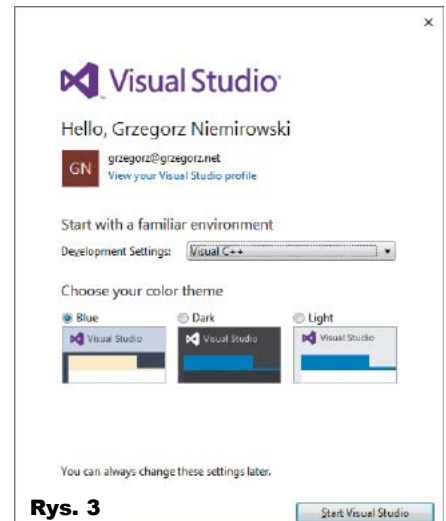 Visual Studio
Hello, Grzegorz Niemirowski
GN
grzegorz@grzegorz.net
View your Visual Studio profile
Start with a familiar environment
Development Settings: Visual C++
Choose your color theme
Blue Dark Light
Visual Studio Visual Studio Visual Studio
You can always change these settings later.
Rys. 3 Start Visual Studio